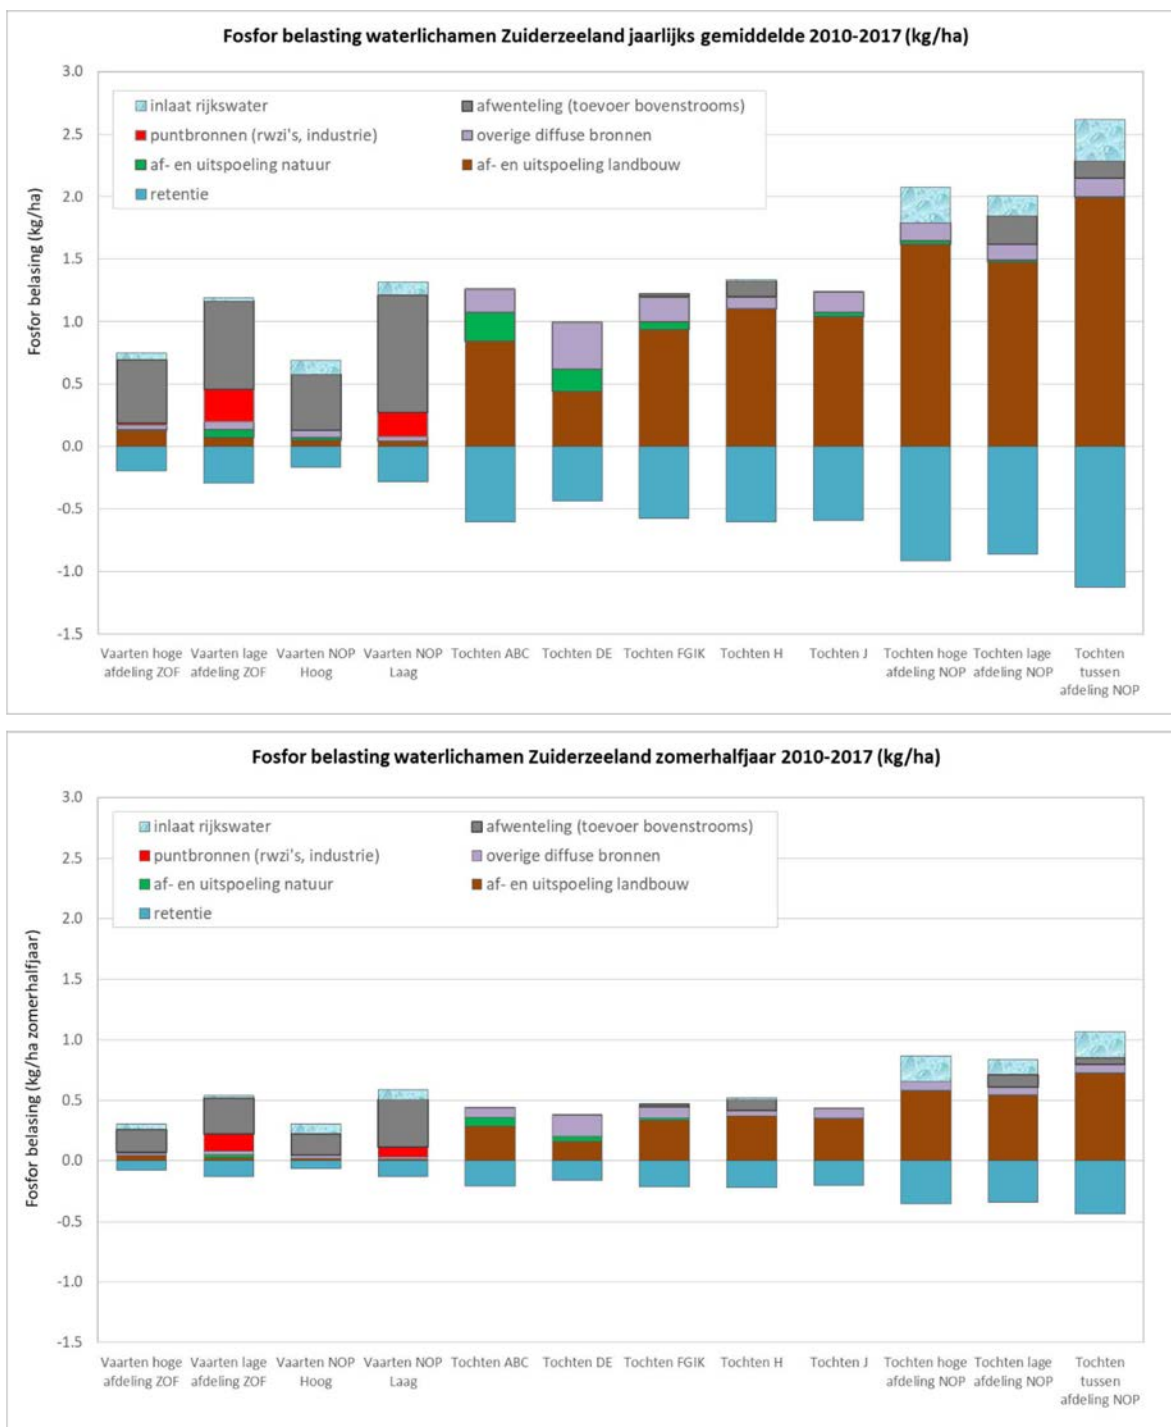 Fosfor belasting waterlichamen Zuiderzeeland jaarlijks gemiddelde 2010-2017 (kg/ha)
3.0
2.5
2.0
1.5
1.0
0.5
0.0
-0.5
-1.0
-1.5
Fosfor belasing (kg/ha)
inlaat rijkswater
afwenteling (toevoer bovenstrooms)
puntbronnen (rwzi's, industrie)
overige diffuse bronnen
af- en uitspoeling natuur
af- en uitspoeling landbouw
retentie
Vaarten hoge
afdeling ZOF
Vaarten lage
afdeling ZOF
Vaarten NOP
Hoog
Vaarten NOP
Laag
Tochten ABC
Tochten DE
Tochten FGIK
Tochten H
Tochten J
Tochten hoge
afdeling NOP
Tochten lage
afdeling NOP
Tochten
tussen
afdeling NOP
Fosfor belasting waterlichamen Zuiderzeeland zomerhalfjaar 2010-2017 (kg/ha)
3.0
2.5
2.0
1.5
1.0
0.5
0.0
-0.5
-1.0
-1.5
Fosfor belasing (kg/ha zomerhalfjaar)
inlaat rijkswater
afwenteling (toevoer bovenstrooms)
puntbronnen (rwzi's, industrie)
overige diffuse bronnen
af- en uitspoeling natuur
af- en uitspoeling landbouw
retentie
Vaarten hoge
afdeling ZOF
Vaarten lage
afdeling ZOF
Vaarten NOP
Hoog
Vaarten NOP
Laag
Tochten ABC
Tochten DE
Tochten FGIK
Tochten H
Tochten J
Tochten hoge
afdeling NOP
Tochten lage
afdeling NOP
Tochten
tussen
afdeling NOP